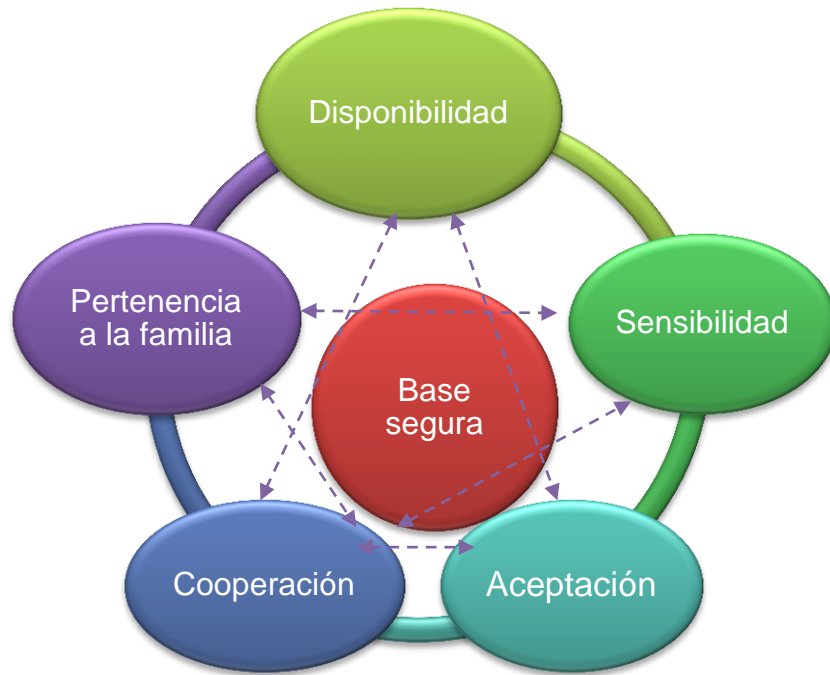 Disponibilidad
Pertenencia
a la familia
Sensibilidad
Base
segura
Cooperación
Aceptación